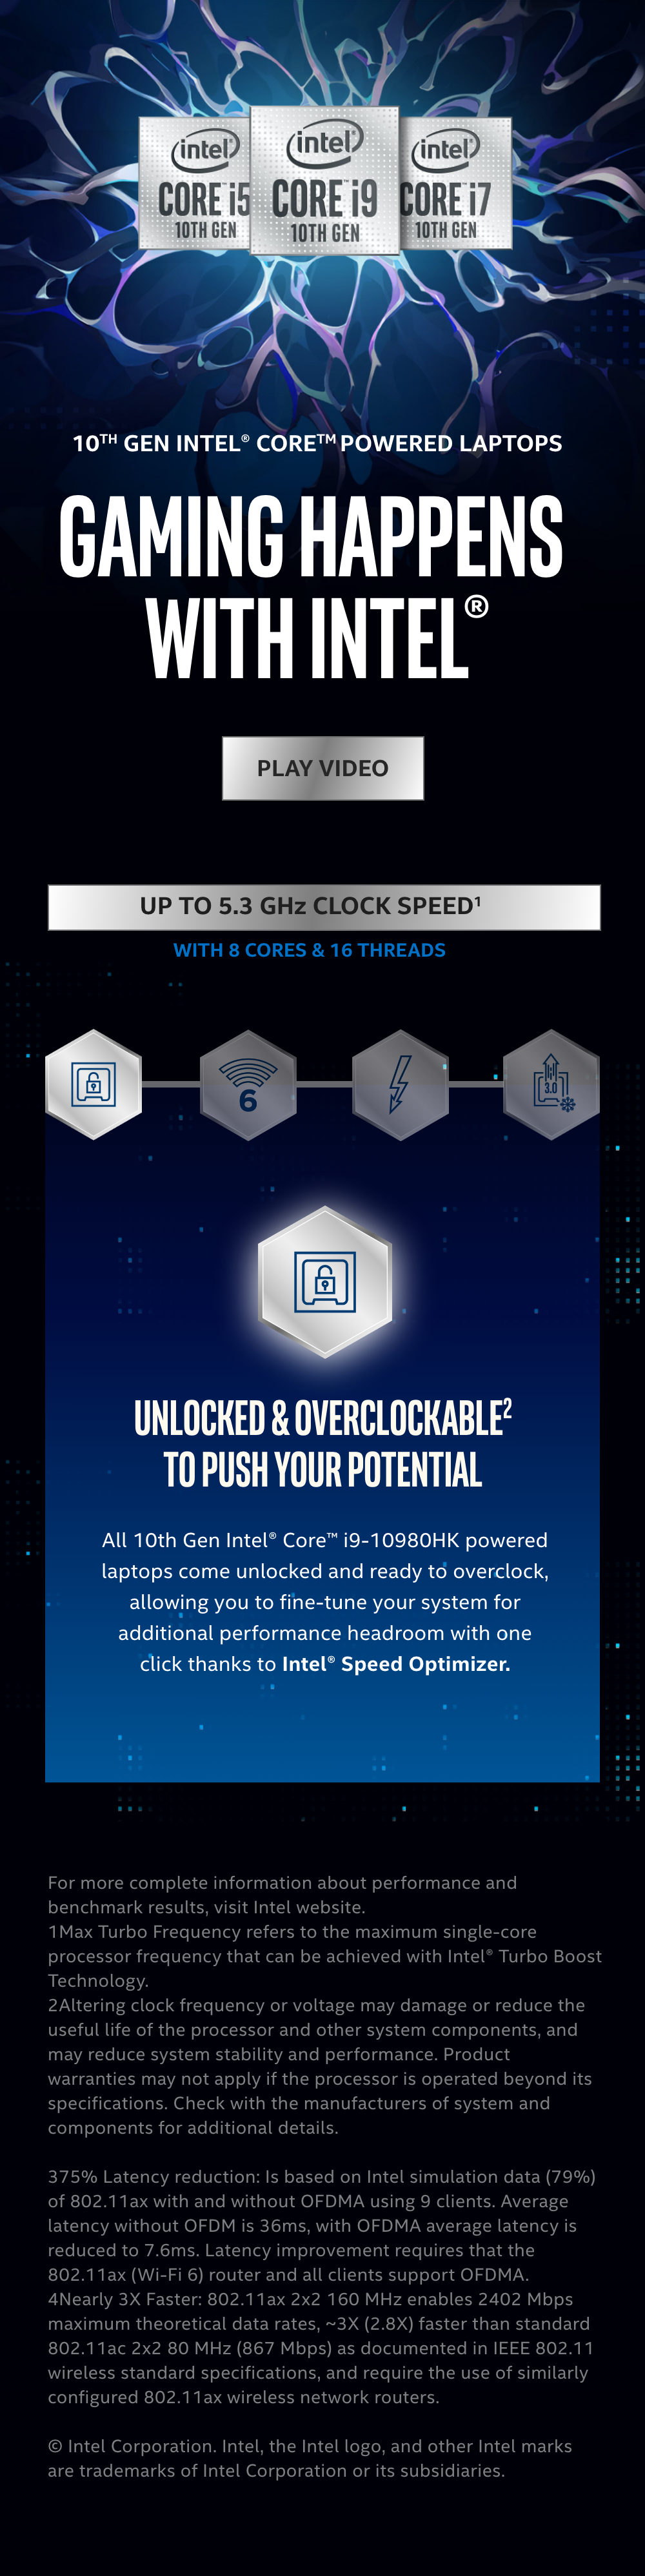 intel®
CORE i5
10TH GEN
intel®
CORE™ i9
10TH GEN
intel®
CORE™ i7
10TH GEN
10TH GEN INTEL® CORE™ POWERED LAPTOPS
GAMING HAPPENS
WITH INTEL®
PLAY VIDEO
UP TO 5.3 GHz CLOCK SPEED¹
WITH 8 CORES & 16 THREADS
6
3.0
UNLOCKED & OVERCLOCKABLE²
TO PUSH YOUR POTENTIAL
All 10th Gen Intel® Core™ i9-10980HK powered
laptops come unlocked and ready to overclock,
allowing you to fine-tune your system for
additional performance headroom with one
click thanks to Intel® Speed Optimizer.
For more complete information about performance and
benchmark results, visit Intel website.
1Max Turbo Frequency refers to the maximum single-core
processor frequency that can be achieved with Intel® Turbo Boost
Technology.
2Altering clock frequency or voltage may damage or reduce the
useful life of the processor and other system components, and
may reduce system stability and performance. Product
warranties may not apply if the processor is operated beyond its
specifications. Check with the manufacturers of system and
components for additional details.
375% Latency reduction: Is based on Intel simulation data (79%)
of 802.11ax with and without OFDMA using 9 clients. Average
latency without OFDM is 36ms, with OFDMA average latency is
reduced to 7.6ms. Latency improvement requires that the
802.11ax (Wi-Fi 6) router and all clients support OFDMA.
4Nearly 3X Faster: 802.11ax 2x2 160 MHz enables 2402 Mbps
maximum theoretical data rates, ~3X (2.8X) faster than standard
802.11ac 2x2 80 MHz (867 Mbps) as documented in IEEE 802.11
wireless standard specifications, and require the use of similarly
configured 802.11ax wireless network routers.
© Intel Corporation. Intel, the Intel logo, and other Intel marks
are trademarks of Intel Corporation or its subsidiaries.